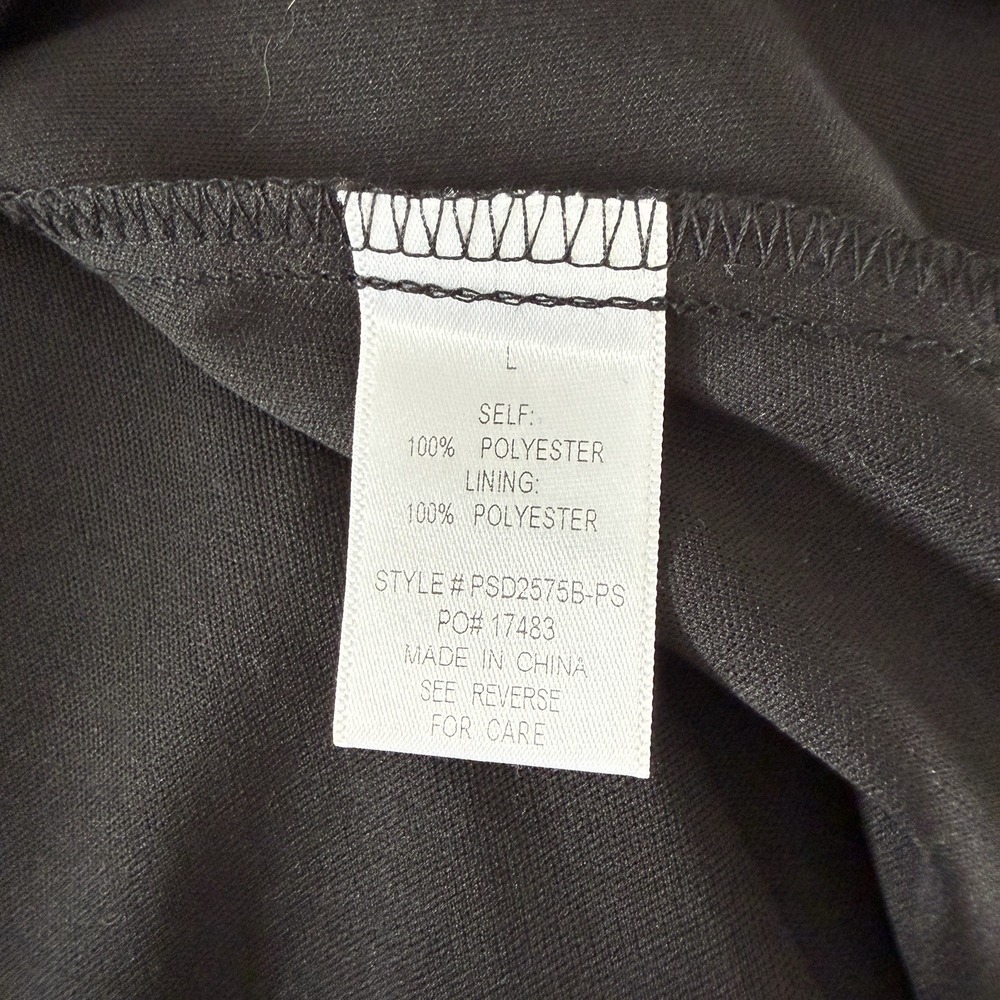 L
SELF:
100% POLYESTER
LINING:
100% POLYESTER
STYLE # PSD2575B-PS
PO# 17483
MADE IN CHINA
SEE REVERSE
FOR CARE